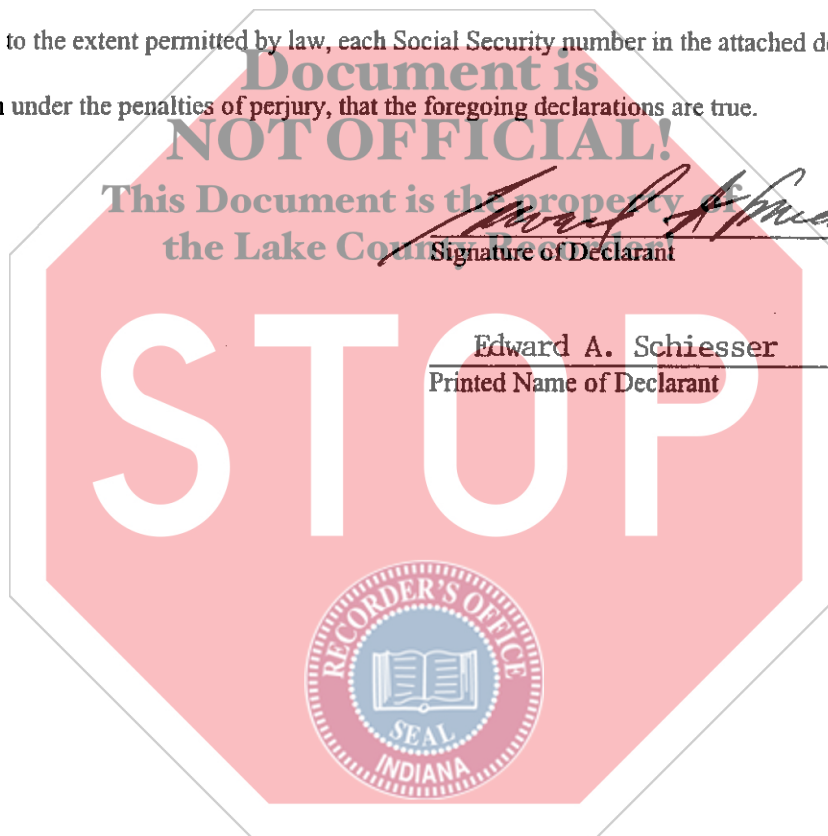 to the extent permitted by law, each Social Security number in the attached
Document is
under the penalties of perjury, that the foregoing declarations are true.
NOT OFFICIAL!
This Document is the property of
the Lake County Recorder!
Signature of Declarant
Edward A. Schiesser
Printed Name of Declarant
STOP
RECORDER'S OFFICE
SEAL
INDIANA